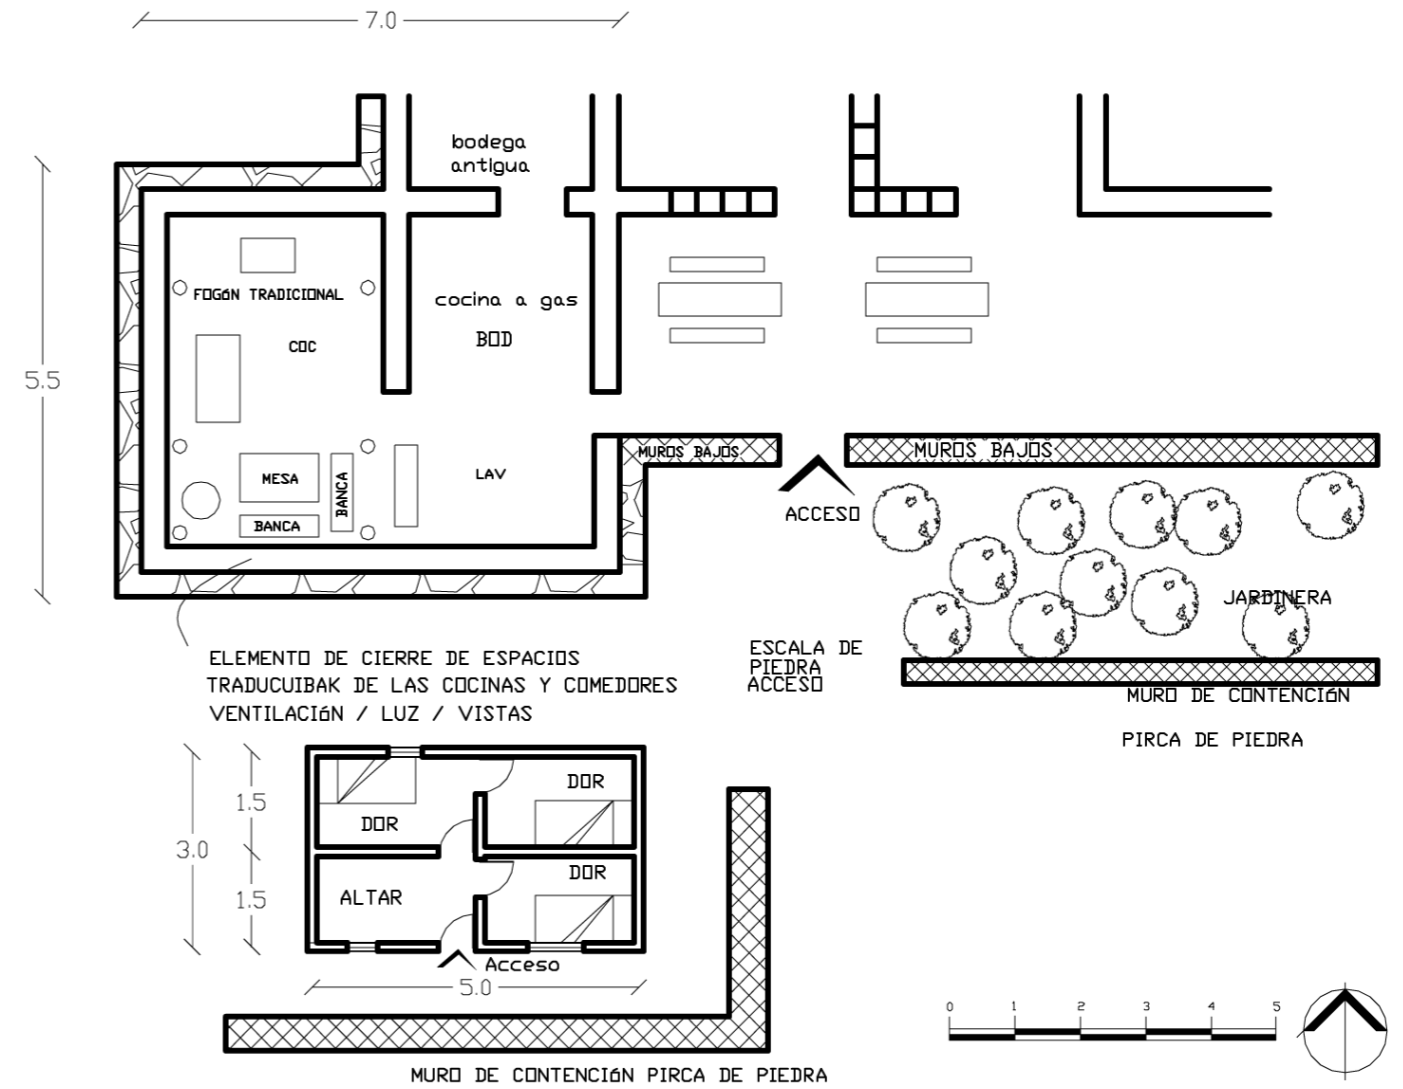 7.0
bodega
antigua
5.5
FOGóN TRADICIONAL
cocina a gas
COC
BOD
MESA
BANCA
BANCA
LAV
MUROS BAJOS
MUROS BAJOS
ACCESO
JARDINERA
ESCALA DE
PIEDRA
ACCESO
ELEMENTO DE CIERRE DE ESPACIOS
TRADUCUIBAK DE LAS COCINAS Y COMEDORES
VENTILACIóN / LUZ / VISTAS
MURO DE CONTENCIóN
PIRCA DE PIEDRA
3.0
1.5
1.5
DOR
DOR
DOR
ALTAR
Acceso
5.0
0 1 2 3 4 5
MURO DE CONTENCIóN PIRCA DE PIEDRA